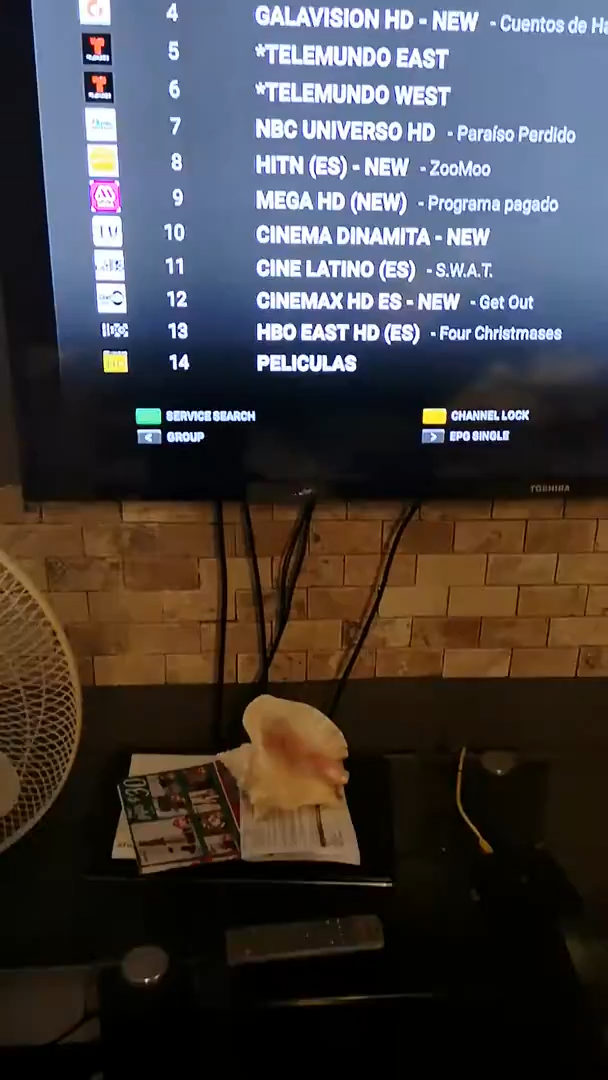 4 GALAVISION HD - NEW - Cuentos de Ha
5 *TELEMUNDO EAST
6 *TELEMUNDO WEST
7 NBC UNIVERSO HD - Paraíso Perdido
8 HITN (ES) - NEW - ZooMoo
9 MEGA HD (NEW) - Programa pagado
10 CINEMA DINAMITA - NEW
11 CINE LATINO (ES) - S.W.A.T.
12 CINEMAX HD ES - NEW - Get Out
13 HBO EAST HD (ES) - Four Christmases
14 PELICULAS
SERVICE SEARCH CHANNEL LOCK
< GROUP > EPG SINGLE
TOSHIBA